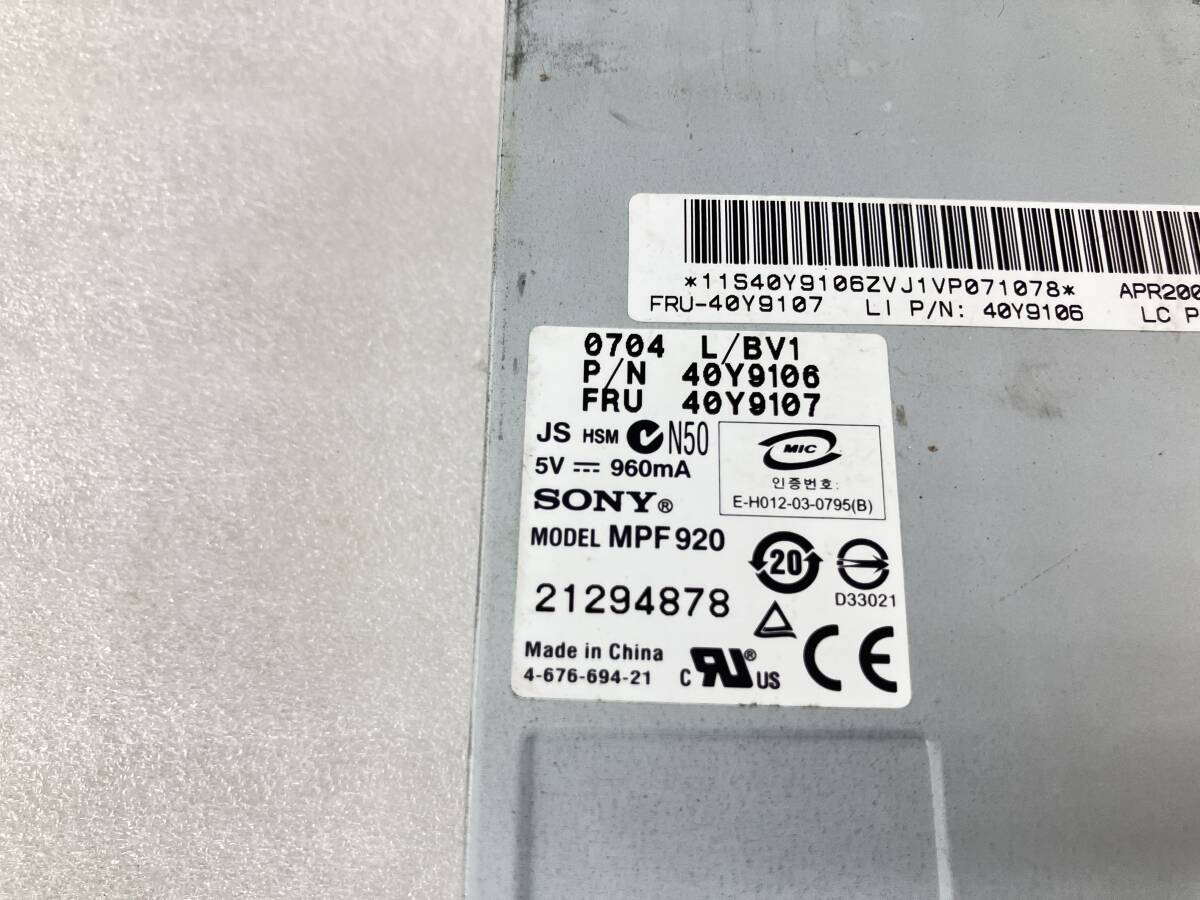 *11S40Y9106ZVJ1VP071078* APR200
FRU-40Y9107 LI P/N: 40Y9106 LC P
0704 L/BV1
P/N 40Y9106
FRU 40Y9107
JS HSM N50
5V ⎓ 960mA
MIC
인증번호:
E-H012-03-0795(B)
SONY®
MODEL MPF920
20
D33021
21294878
Made in China
4-676-694-21
C RU® US
CE